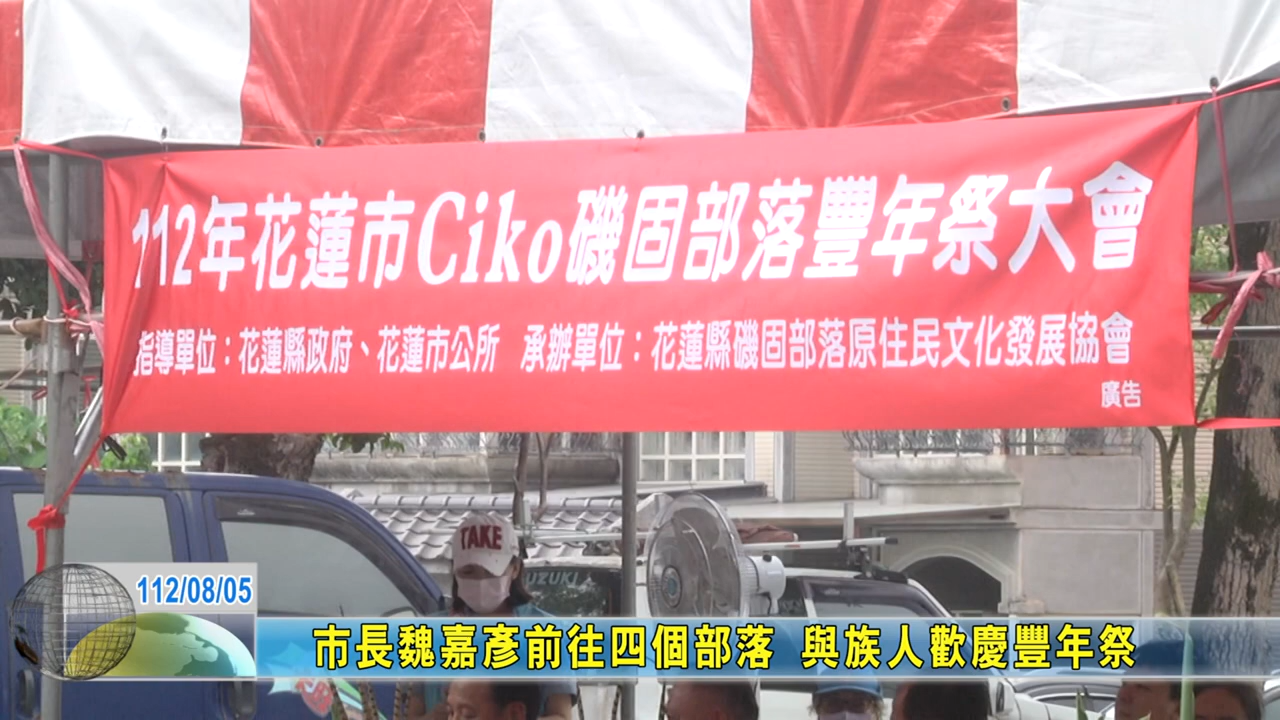 112年花蓮市Ciko磯固部落豐年祭大會
指導單位：花蓮縣政府、花蓮市公所 承辦單位：花蓮縣磯固部落原住民文化發展協會
廣告
TAKE
SUZUKI
112/08/05
市長魏嘉彥前往四個部落 與族人歡慶豐年祭